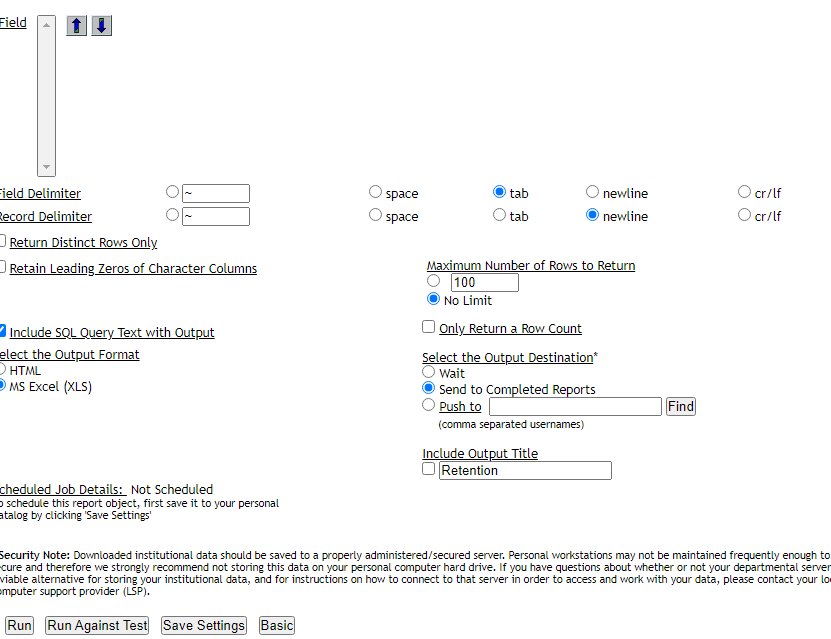 Field
Field Delimiter ~ space tab newline cr/lf
Record Delimiter ~ space tab newline cr/lf
Return Distinct Rows Only
Retain Leading Zeros of Character Columns
Maximum Number of Rows to Return
100
No Limit
Include SQL Query Text with Output
Only Return a Row Count
elect the Output Format
HTML
MS Excel (XLS)
Select the Output Destination*
Wait
Send to Completed Reports
Push to Find
(comma separated usernames)
Include Output Title
Retention
cheduled Job Details: Not Scheduled
o schedule this report object, first save it to your personal
atalog by clicking 'Save Settings'
Security Note: Downloaded institutional data should be saved to a properly administered/secured server. Personal workstations may not be maintained frequently enough to
ecure and therefore we strongly recommend not storing this data on your personal computer hard drive. If you have questions about whether or not your departmental server
viable alternative for storing your institutional data, and for instructions on how to connect to that server in order to access and work with your data, please contact your lo
omputer support provider (LSP).
Run Run Against Test Save Settings Basic